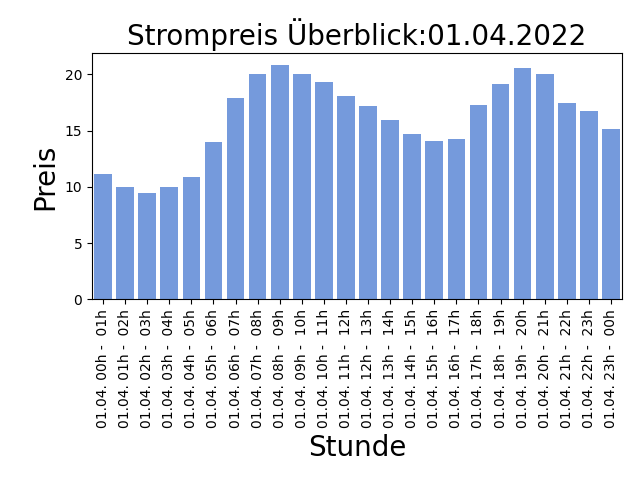 Strompreis Überblick:01.04.2022
Preis
20
15
10
5
0
01.04. 00h - 01h
01.04. 01h - 02h
01.04. 02h - 03h
01.04. 03h - 04h
01.04. 04h - 05h
01.04. 05h - 06h
01.04. 06h - 07h
01.04. 07h - 08h
01.04. 08h - 09h
01.04. 09h - 10h
01.04. 10h - 11h
01.04. 11h - 12h
01.04. 12h - 13h
01.04. 13h - 14h
01.04. 14h - 15h
01.04. 15h - 16h
01.04. 16h - 17h
01.04. 17h - 18h
01.04. 18h - 19h
01.04. 19h - 20h
01.04. 20h - 21h
01.04. 21h - 22h
01.04. 22h - 23h
01.04. 23h - 00h
Stunde